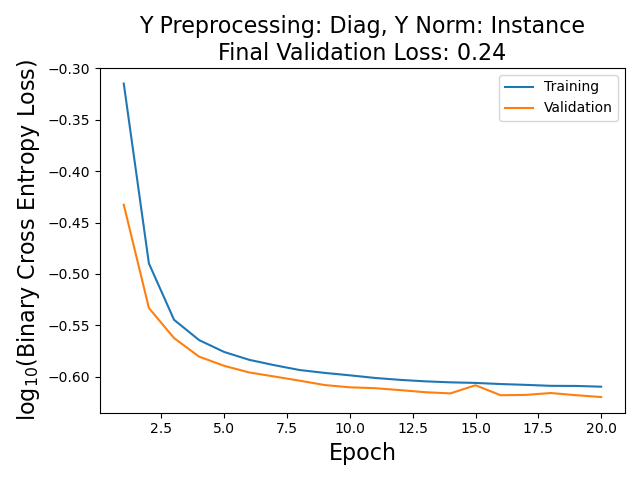 Y Preprocessing: Diag, Y Norm: Instance
Final Validation Loss: 0.24
log₁₀(Binary Cross Entropy Loss)
−0.30
−0.35
−0.40
−0.45
−0.50
−0.55
−0.60
Training
Validation
2.5 5.0 7.5 10.0 12.5 15.0 17.5 20.0
Epoch